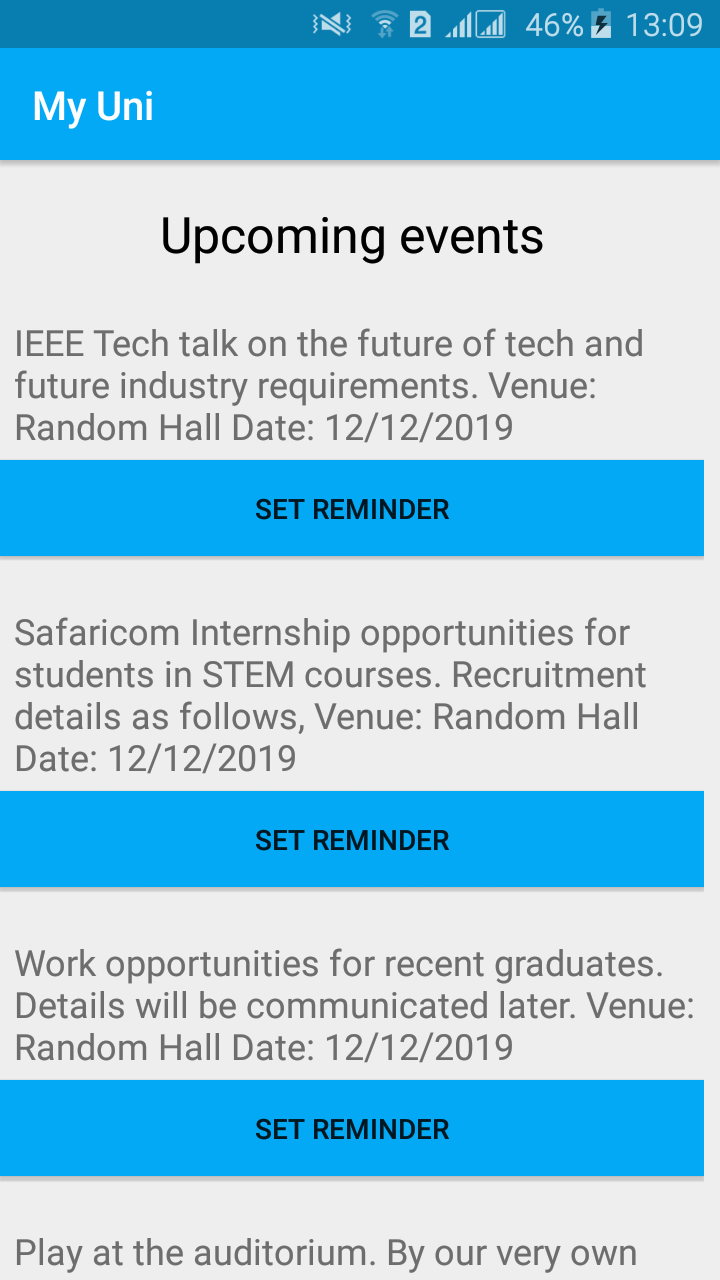 2 46% 13:09
My Uni
Upcoming events
IEEE Tech talk on the future of tech and
future industry requirements. Venue:
Random Hall Date: 12/12/2019
SET REMINDER
Safaricom Internship opportunities for
students in STEM courses. Recruitment
details as follows, Venue: Random Hall
Date: 12/12/2019
SET REMINDER
Work opportunities for recent graduates.
Details will be communicated later. Venue:
Random Hall Date: 12/12/2019
SET REMINDER
Play at the auditorium. By our very own